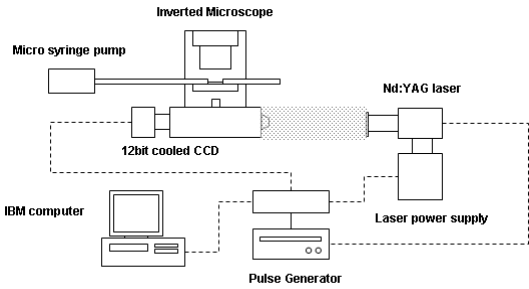 Inverted Microscope
Micro syringe pump
Nd:YAG laser
12bit cooled CCD
IBM computer
Laser power supply
Pulse Generator